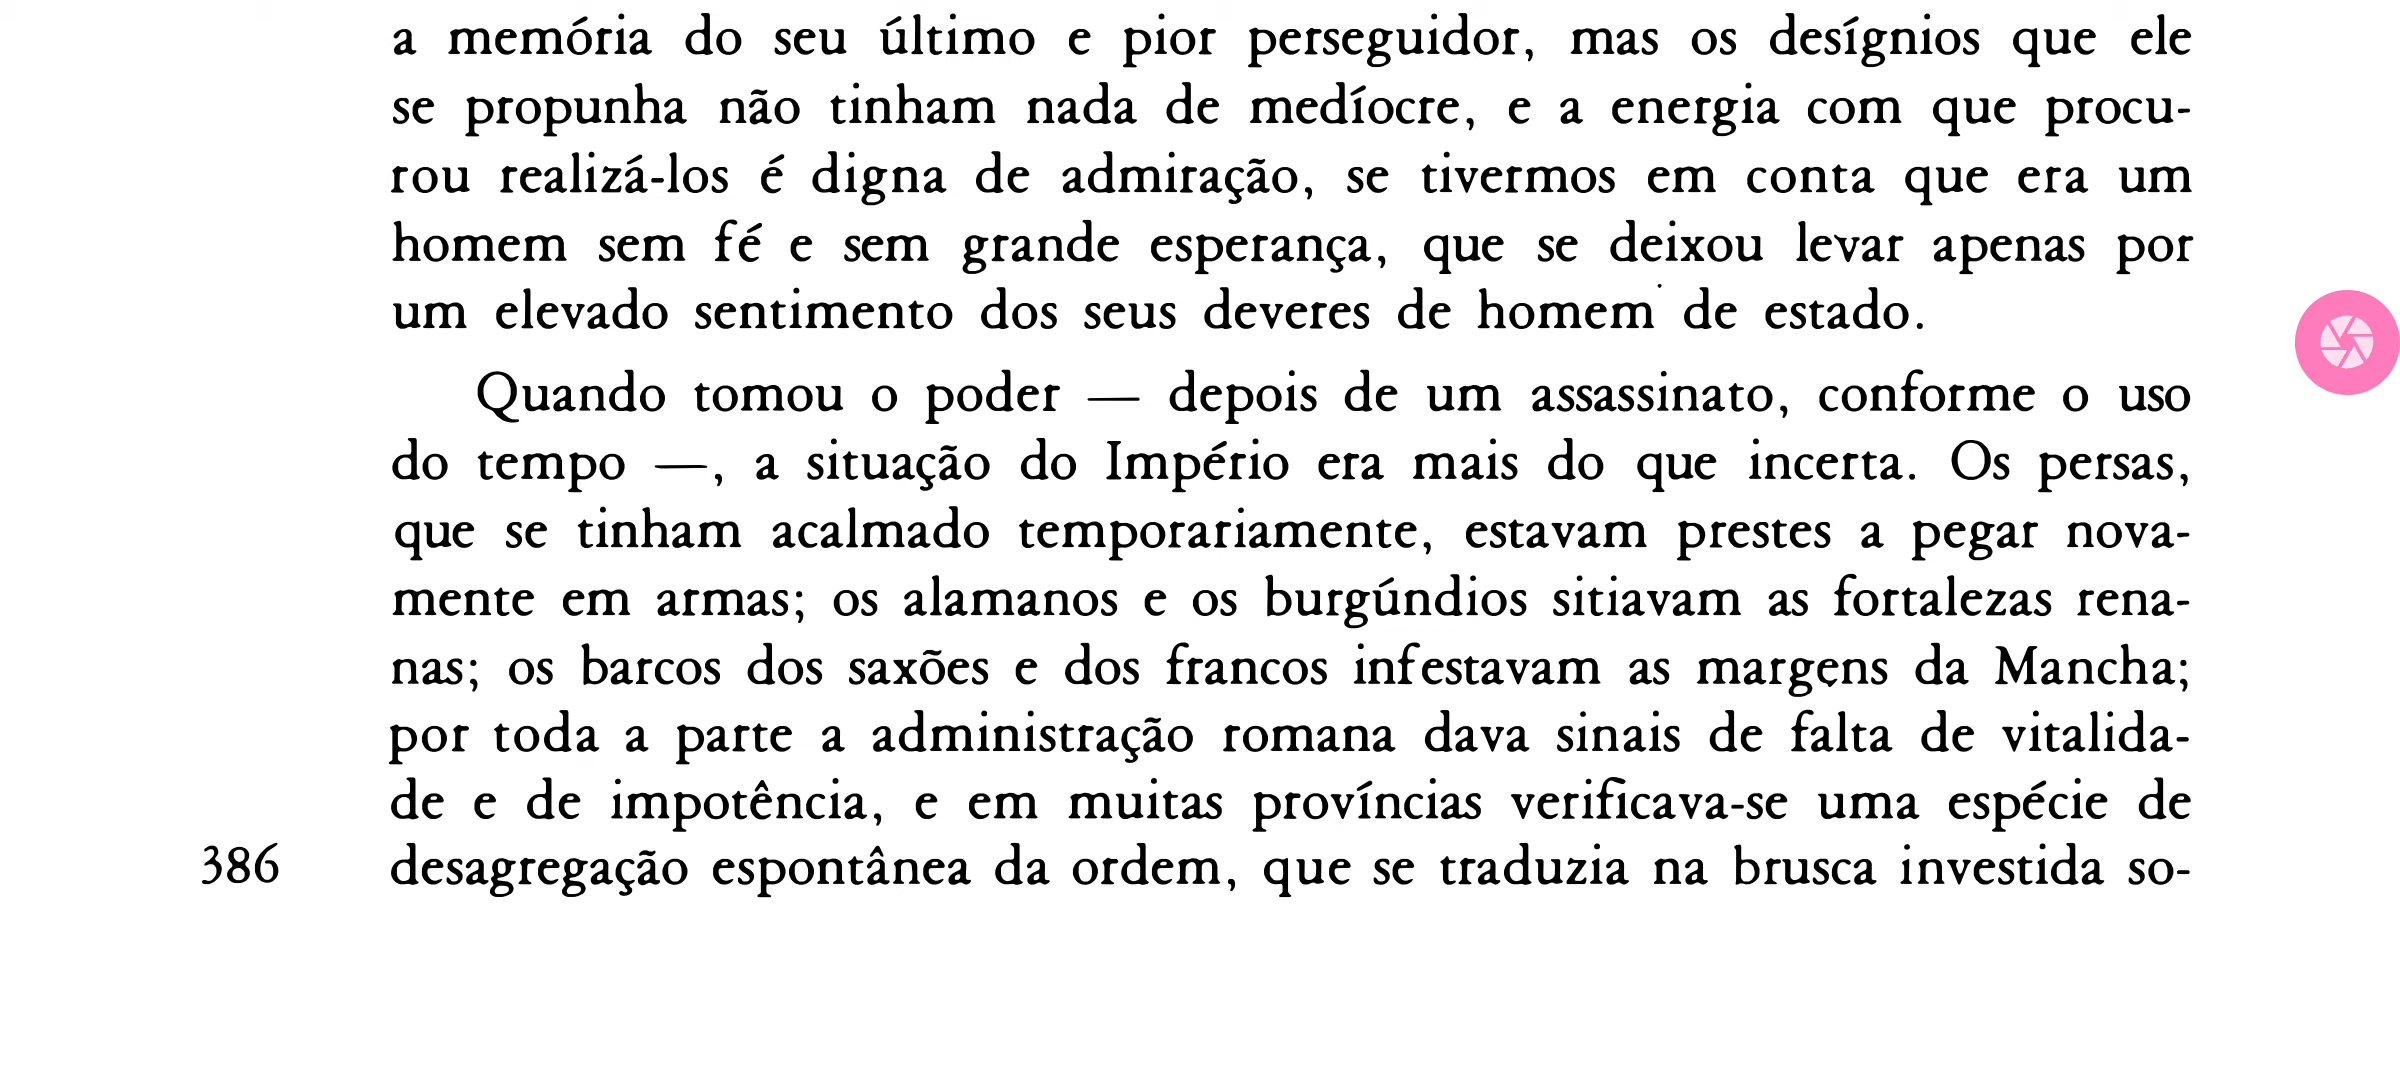 a memória do seu último e pior perseguidor, mas os desígnios que ele
se propunha não tinham nada de medíocre, e a energia com que procu-
rou realizá-los é digna de admiração, se tivermos em conta que era um
homem sem fé e sem grande esperança, que se deixou levar apenas por
um elevado sentimento dos seus deveres de homem de estado.
Quando tomou o poder — depois de um assassinato, conforme o uso
do tempo —, a situação do Império era mais do que incerta. Os persas,
que se tinham acalmado temporariamente, estavam prestes a pegar nova-
mente em armas; os alamanos e os burgúndios sitiavam as fortalezas rena-
nas; os barcos dos saxões e dos francos infestavam as margens da Mancha;
por toda a parte a administração romana dava sinais de falta de vitalida-
de e de impotência, e em muitas províncias verificava-se uma espécie de
386 desagregação espontânea da ordem, que se traduzia na brusca investida so-